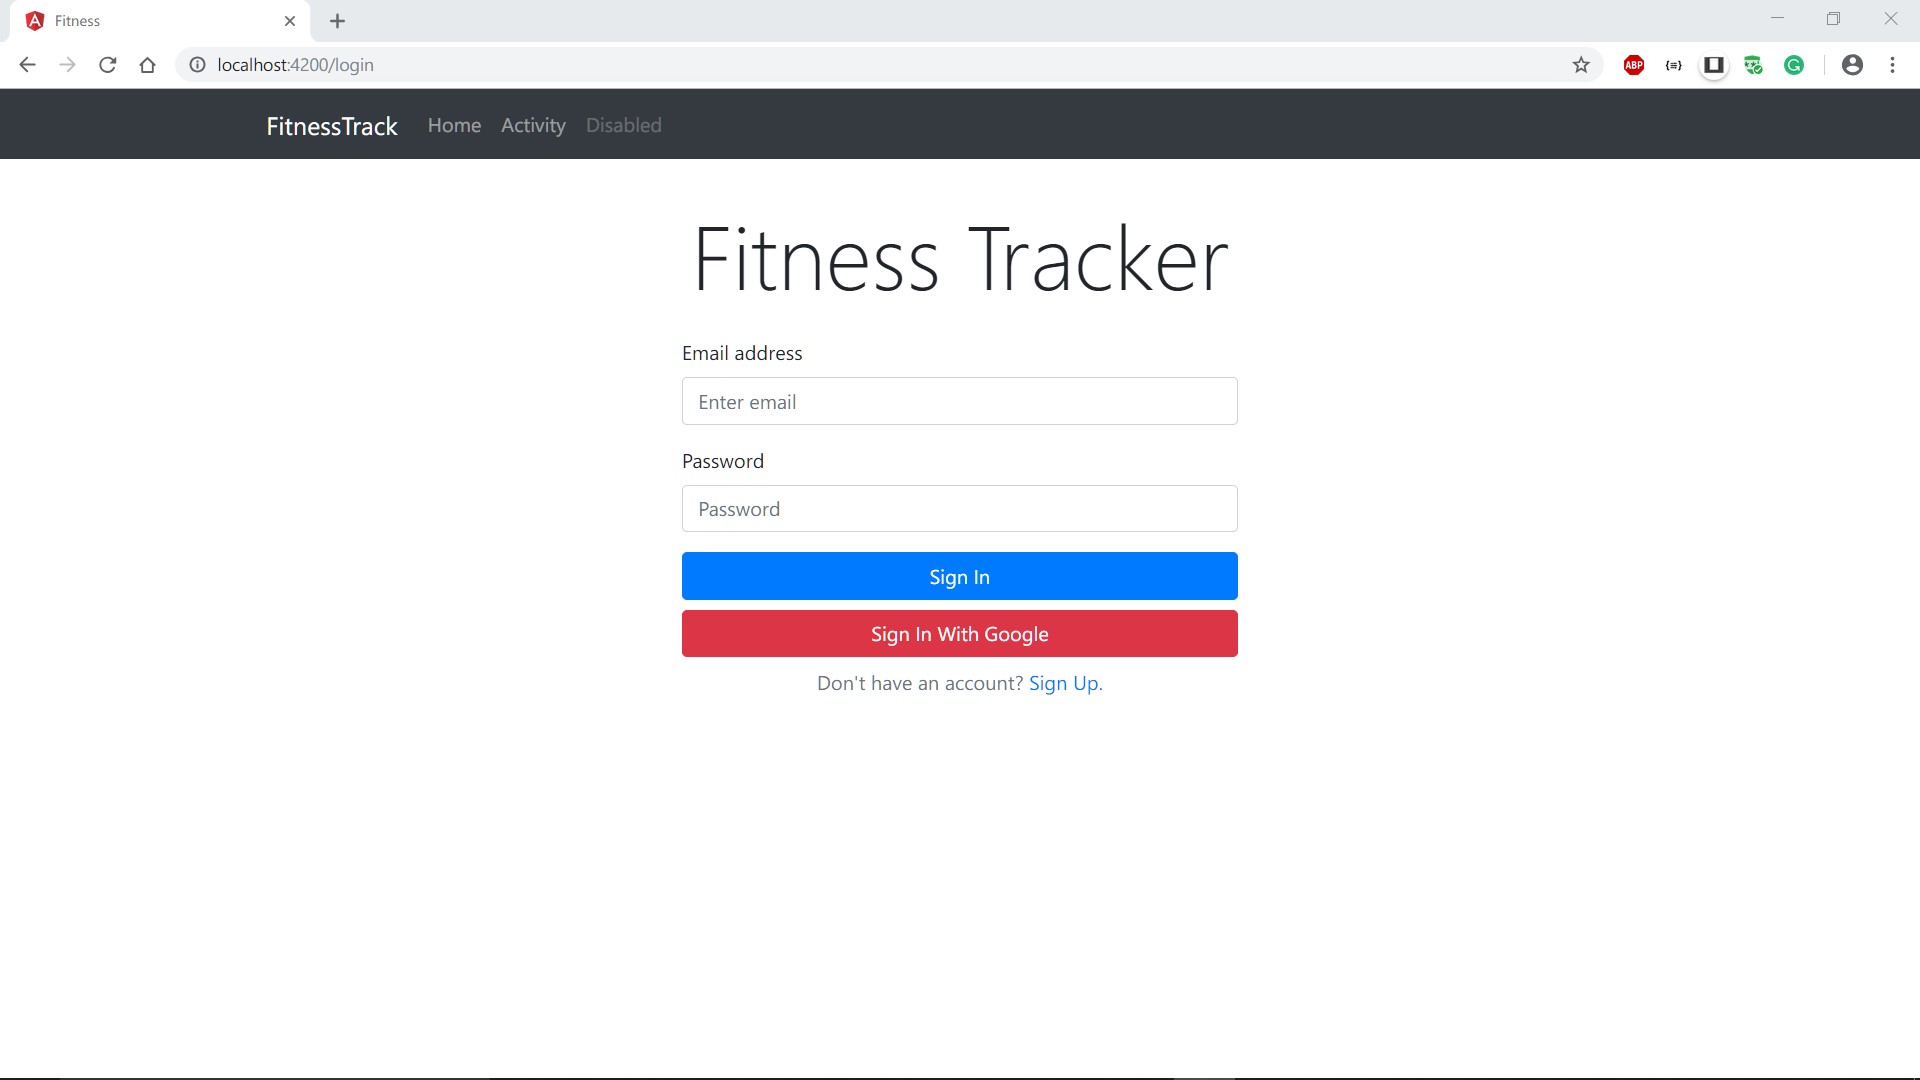 Fitness
localhost:4200/login
ABP
FitnessTrack Home Activity Disabled
Fitness Tracker
Email address
Enter email
Password
Password
Sign In
Sign In With Google
Don't have an account? Sign Up.